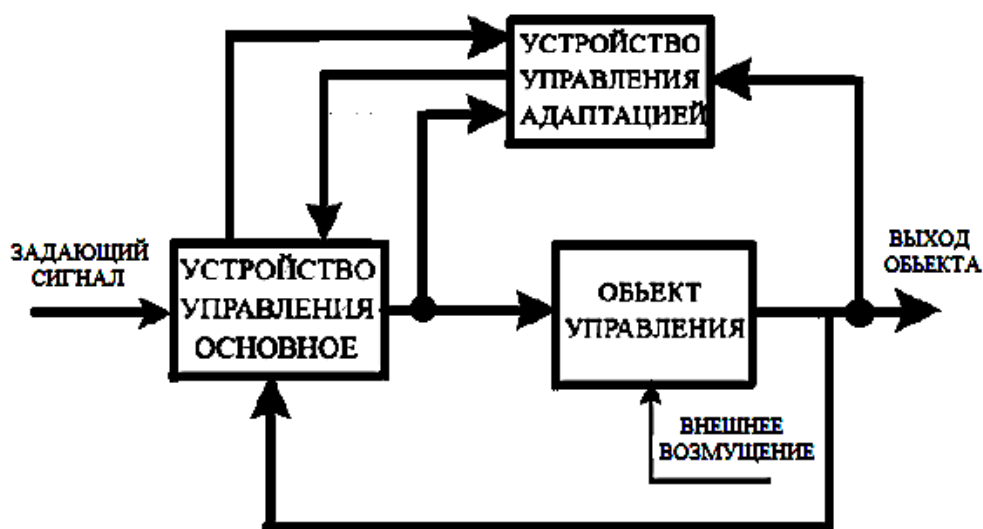 УСТРОЙСТВО
УПРАВЛЕНИЯ
АДАПТАЦИЕЙ
ЗАДАЮЩИЙ
СИГНАЛ
УСТРОЙСТВО
УПРАВЛЕНИЯ
ОСНОВНОЕ
ОБЬЕКТ
УПРАВЛЕНИЯ
ВЫХОД
ОБЬЕКТА
ВНЕШНЕЕ
ВОЗМУЩЕНИЕ